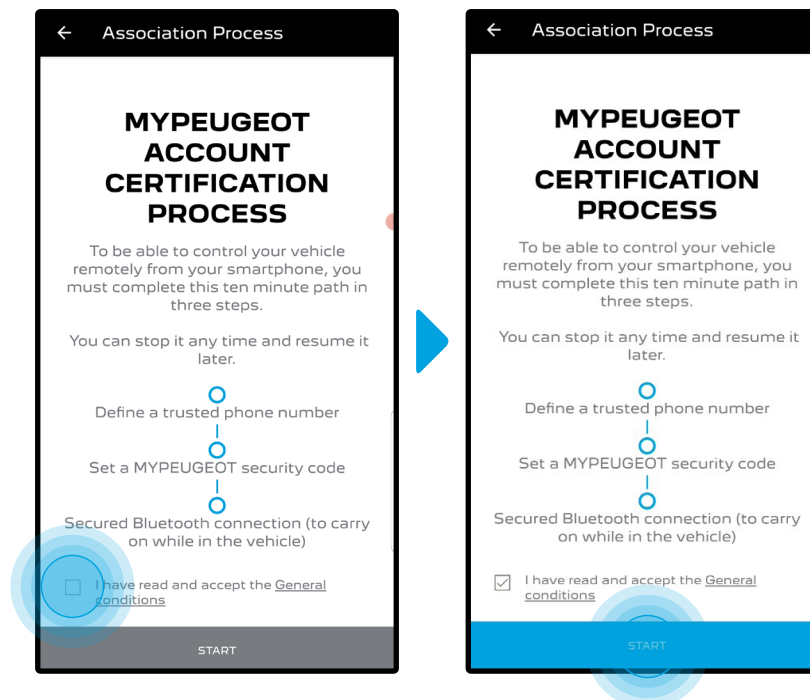 Association Process
MYPEUGEOT
ACCOUNT
CERTIFICATION
PROCESS
To be able to control your vehicle
remotely from your smartphone, you
must complete this ten minute path in
three steps.
You can stop it any time and resume it
later.
Define a trusted phone number
Set a MYPEUGEOT security code
Secured Bluetooth connection (to carry
on while in the vehicle)
I have read and accept the General
conditions
START
Association Process
MYPEUGEOT
ACCOUNT
CERTIFICATION
PROCESS
To be able to control your vehicle
remotely from your smartphone, you
must complete this ten minute path in
three steps.
You can stop it any time and resume it
later.
Define a trusted phone number
Set a MYPEUGEOT security code
Secured Bluetooth connection (to carry
on while in the vehicle)
I have read and accept the General
conditions
START